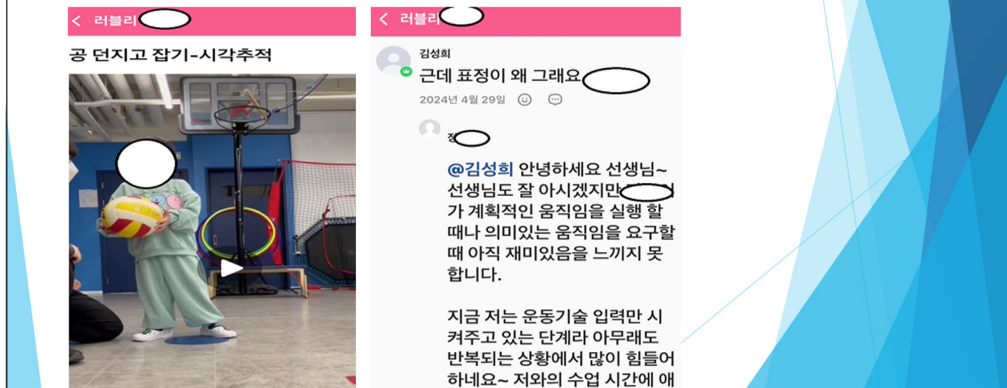 러블리
공 던지고 잡기-시각추적
러블리
김성희
근데 표정이 왜 그래요
2024년 4월 29일
정
@김성희 안녕하세요 선생님~
선생님도 잘 아시겠지만
가 계획적인 움직임을 실행 할
때나 의미있는 움직임을 요구할
때 아직 재미있음을 느끼지 못
합니다.
지금 저는 운동기술 입력만 시
켜주고 있는 단계라 아무래도
반복되는 상황에서 많이 힘들어
하네요~ 저와의 수업 시간에 애